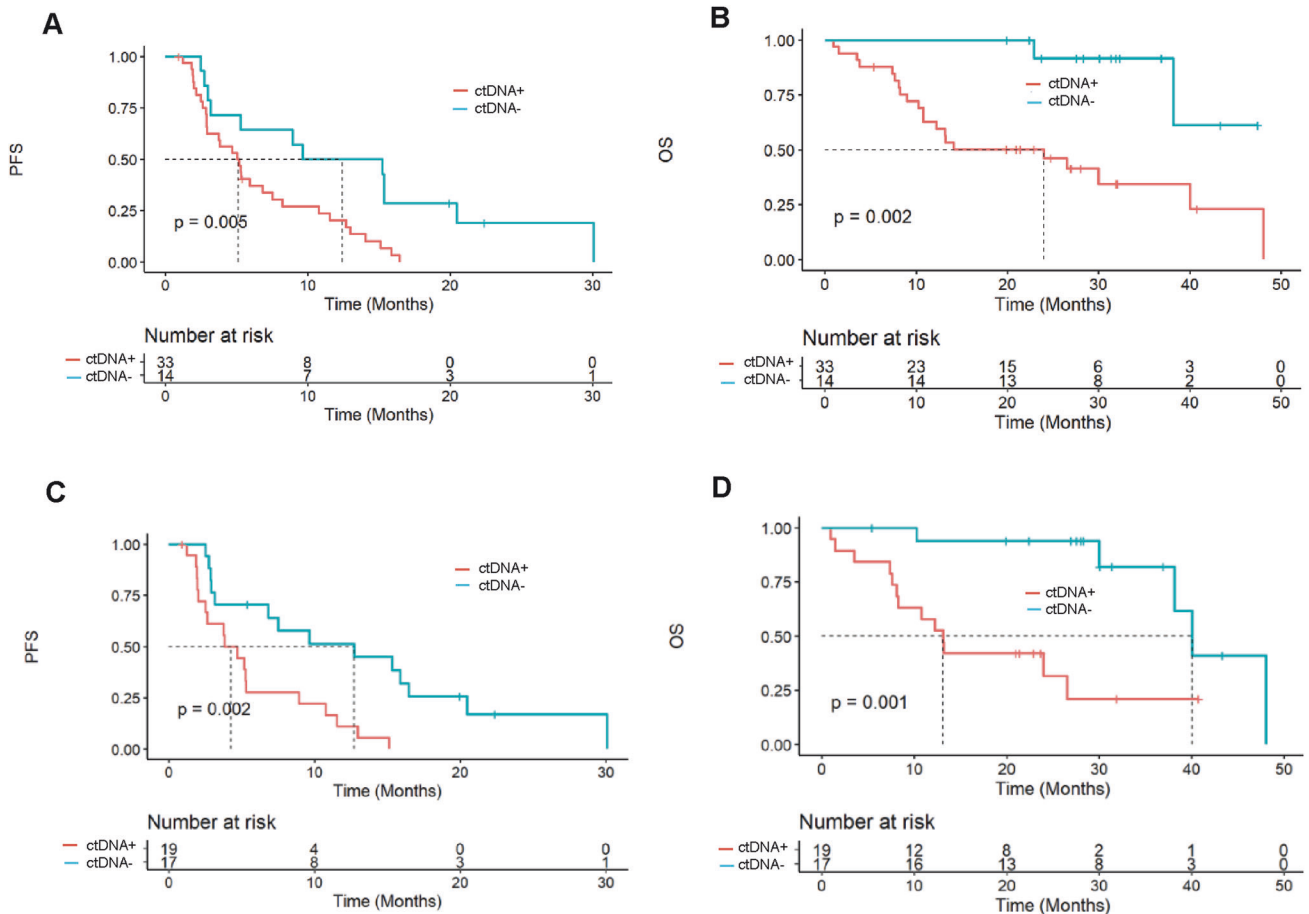 A
1.00
0.75
0.50
0.25
0.00
PFS
ctDNA+
ctDNA-
p = 0.005
0 10 20 30
Time (Months)
Number at risk
ctDNA+ 33 8 0 0
ctDNA- 14 7 3 1
0 10 20 30
Time (Months)
B
1.00
0.75
0.50
0.25
0.00
OS
ctDNA+
ctDNA-
p = 0.002
0 10 20 30 40 50
Time (Months)
Number at risk
ctDNA+ 33 23 15 6 3 0
ctDNA- 14 14 13 8 2 0
0 10 20 30 40 50
Time (Months)
C
1.00
0.75
0.50
0.25
0.00
PFS
ctDNA+
ctDNA-
p = 0.002
0 10 20 30
Time (Months)
Number at risk
ctDNA+ 19 4 0 0
ctDNA- 17 8 3 1
0 10 20 30
Time (Months)
D
1.00
0.75
0.50
0.25
0.00
OS
ctDNA+
ctDNA-
p = 0.001
0 10 20 30 40 50
Time (Months)
Number at risk
ctDNA+ 19 12 8 2 1 0
ctDNA- 17 16 13 8 3 0
0 10 20 30 40 50
Time (Months)